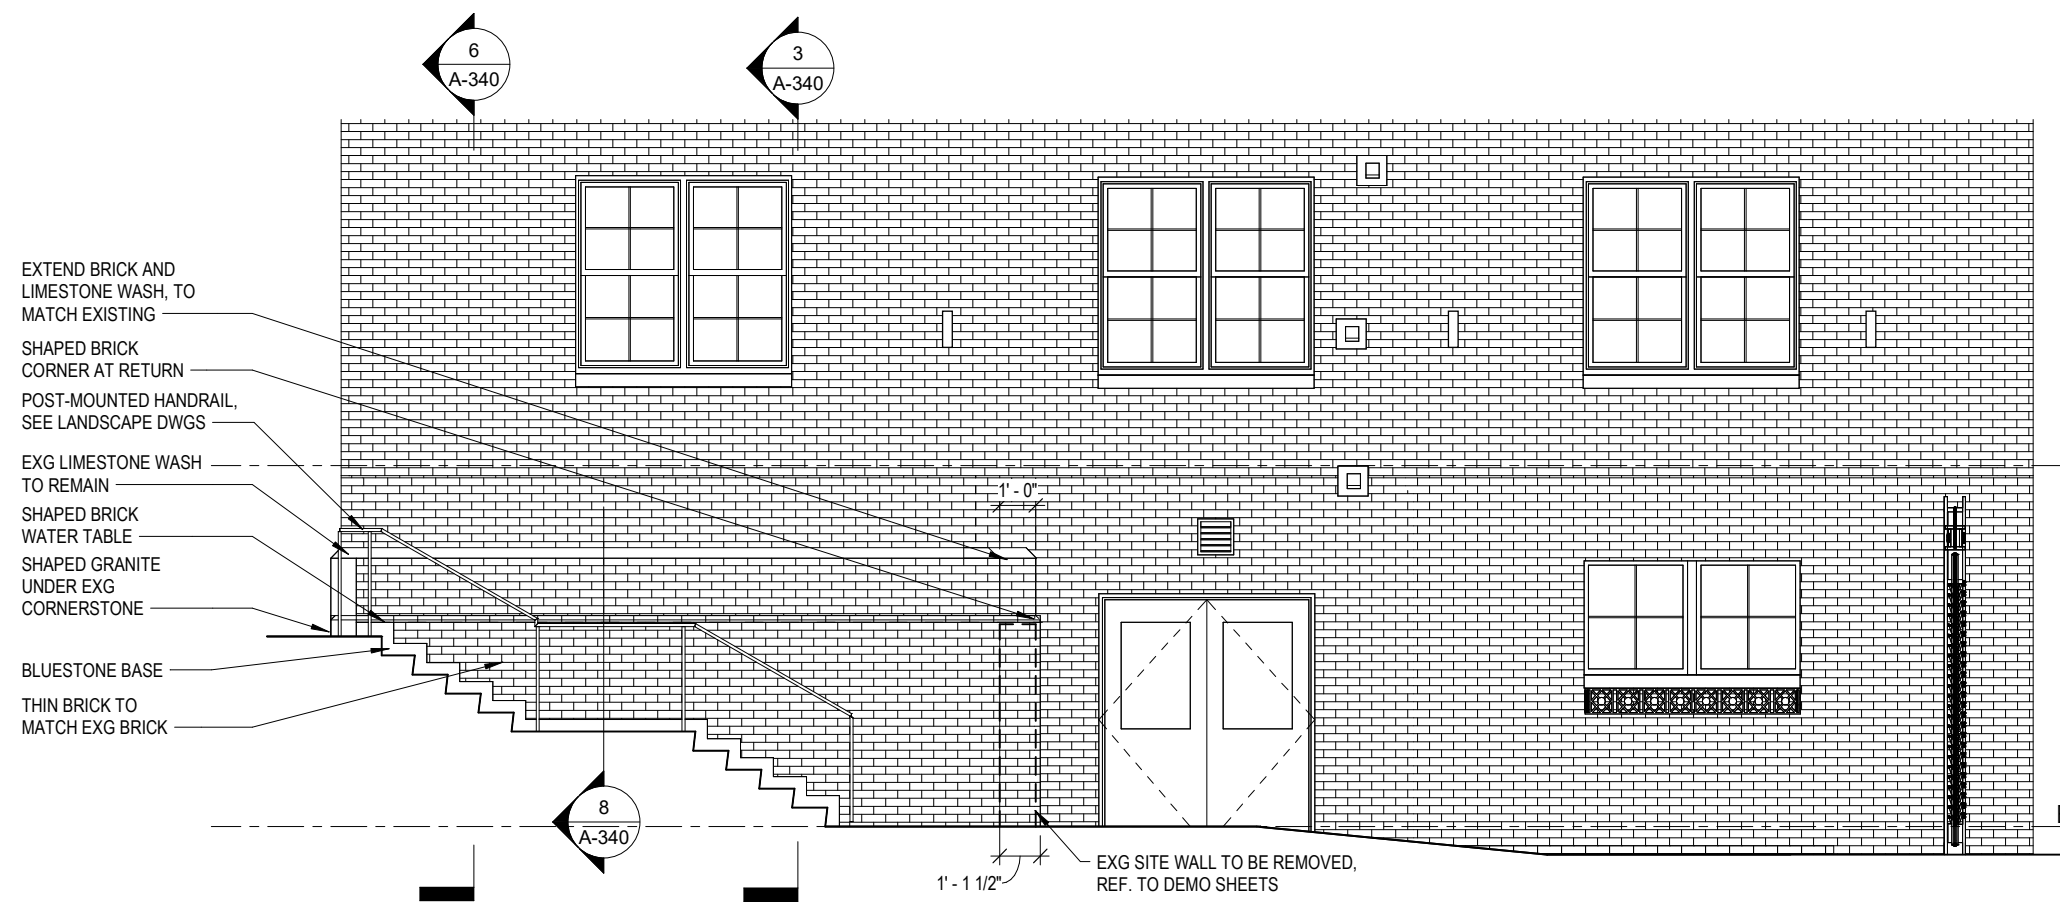 6
A-340
3
A-340
EXTEND BRICK AND
LIMESTONE WASH, TO
MATCH EXISTING
SHAPED BRICK
CORNER AT RETURN
POST-MOUNTED HANDRAIL,
SEE LANDSCAPE DWGS
EXG LIMESTONE WASH
TO REMAIN
SHAPED BRICK
WATER TABLE
SHAPED GRANITE
UNDER EXG
CORNERSTONE
BLUESTONE BASE
THIN BRICK TO
MATCH EXG BRICK
1' - 0"
8
A-340
1' - 1 1/2"
EXG SITE WALL TO BE REMOVED,
REF. TO DEMO SHEETS